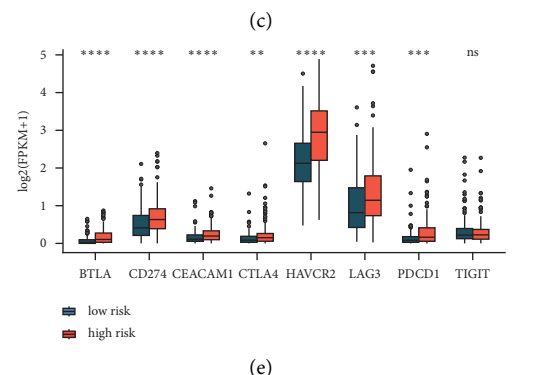 (c)
**** **** **** ** **** *** *** ns
5
4
3
2
1
0
log2(FPKM+1)
BTLA CD274 CEACAM1 CTLA4 HAVCR2 LAG3 PDCD1 TIGIT
low risk
high risk
(e)